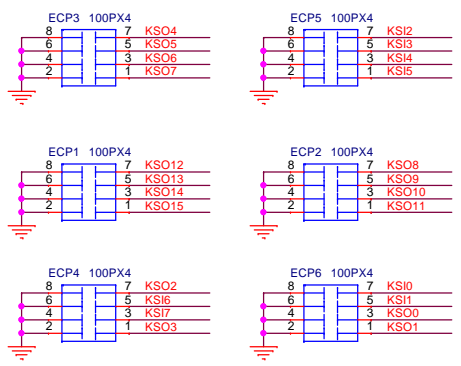 ECP3 100PX4
8 7 KSO4
6 5 KSO5
4 3 KSO6
2 1 KSO7
ECP5 100PX4
8 7 KSI2
6 5 KSI3
4 3 KSI4
2 1 KSI5
ECP1 100PX4
8 7 KSO12
6 5 KSO13
4 3 KSO14
2 1 KSO15
ECP2 100PX4
8 7 KSO8
6 5 KSO9
4 3 KSO10
2 1 KSO11
ECP4 100PX4
8 7 KSO2
6 5 KSI6
4 3 KSI7
2 1 KSO3
ECP6 100PX4
8 7 KSI0
6 5 KSI1
4 3 KSO0
2 1 KSO1